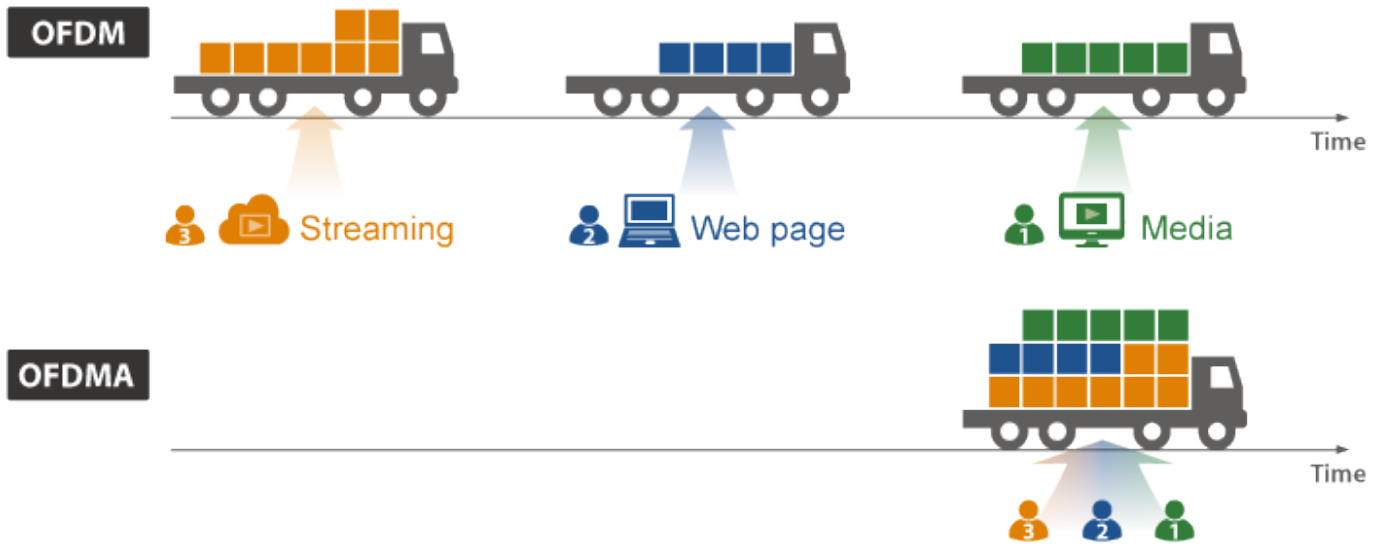 OFDM
Time
3 Streaming
2 Web page
1 Media
OFDMA
Time
3 2 1